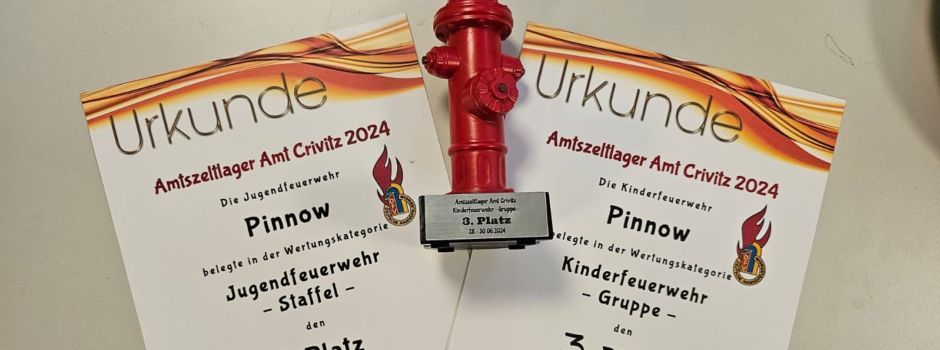 Urkunde
Amtszeltlager Amt Crivitz 2024
Die Jugendfeuerwehr
Pinnow
belegte in der Wertungskategorie
Jugendfeuerwehr
– Staffel –
den
Platz
Amtszeltlager Amt Crivitz
Kinderfeuerwehr - Gruppe -
3. Platz
28. - 30.06.2024
Urkunde
Amtszeltlager Amt Crivitz 2024
Die Kinderfeuerwehr
Pinnow
belegte in der Wertungskategorie
Kinderfeuerwehr
– Gruppe –
den
3.